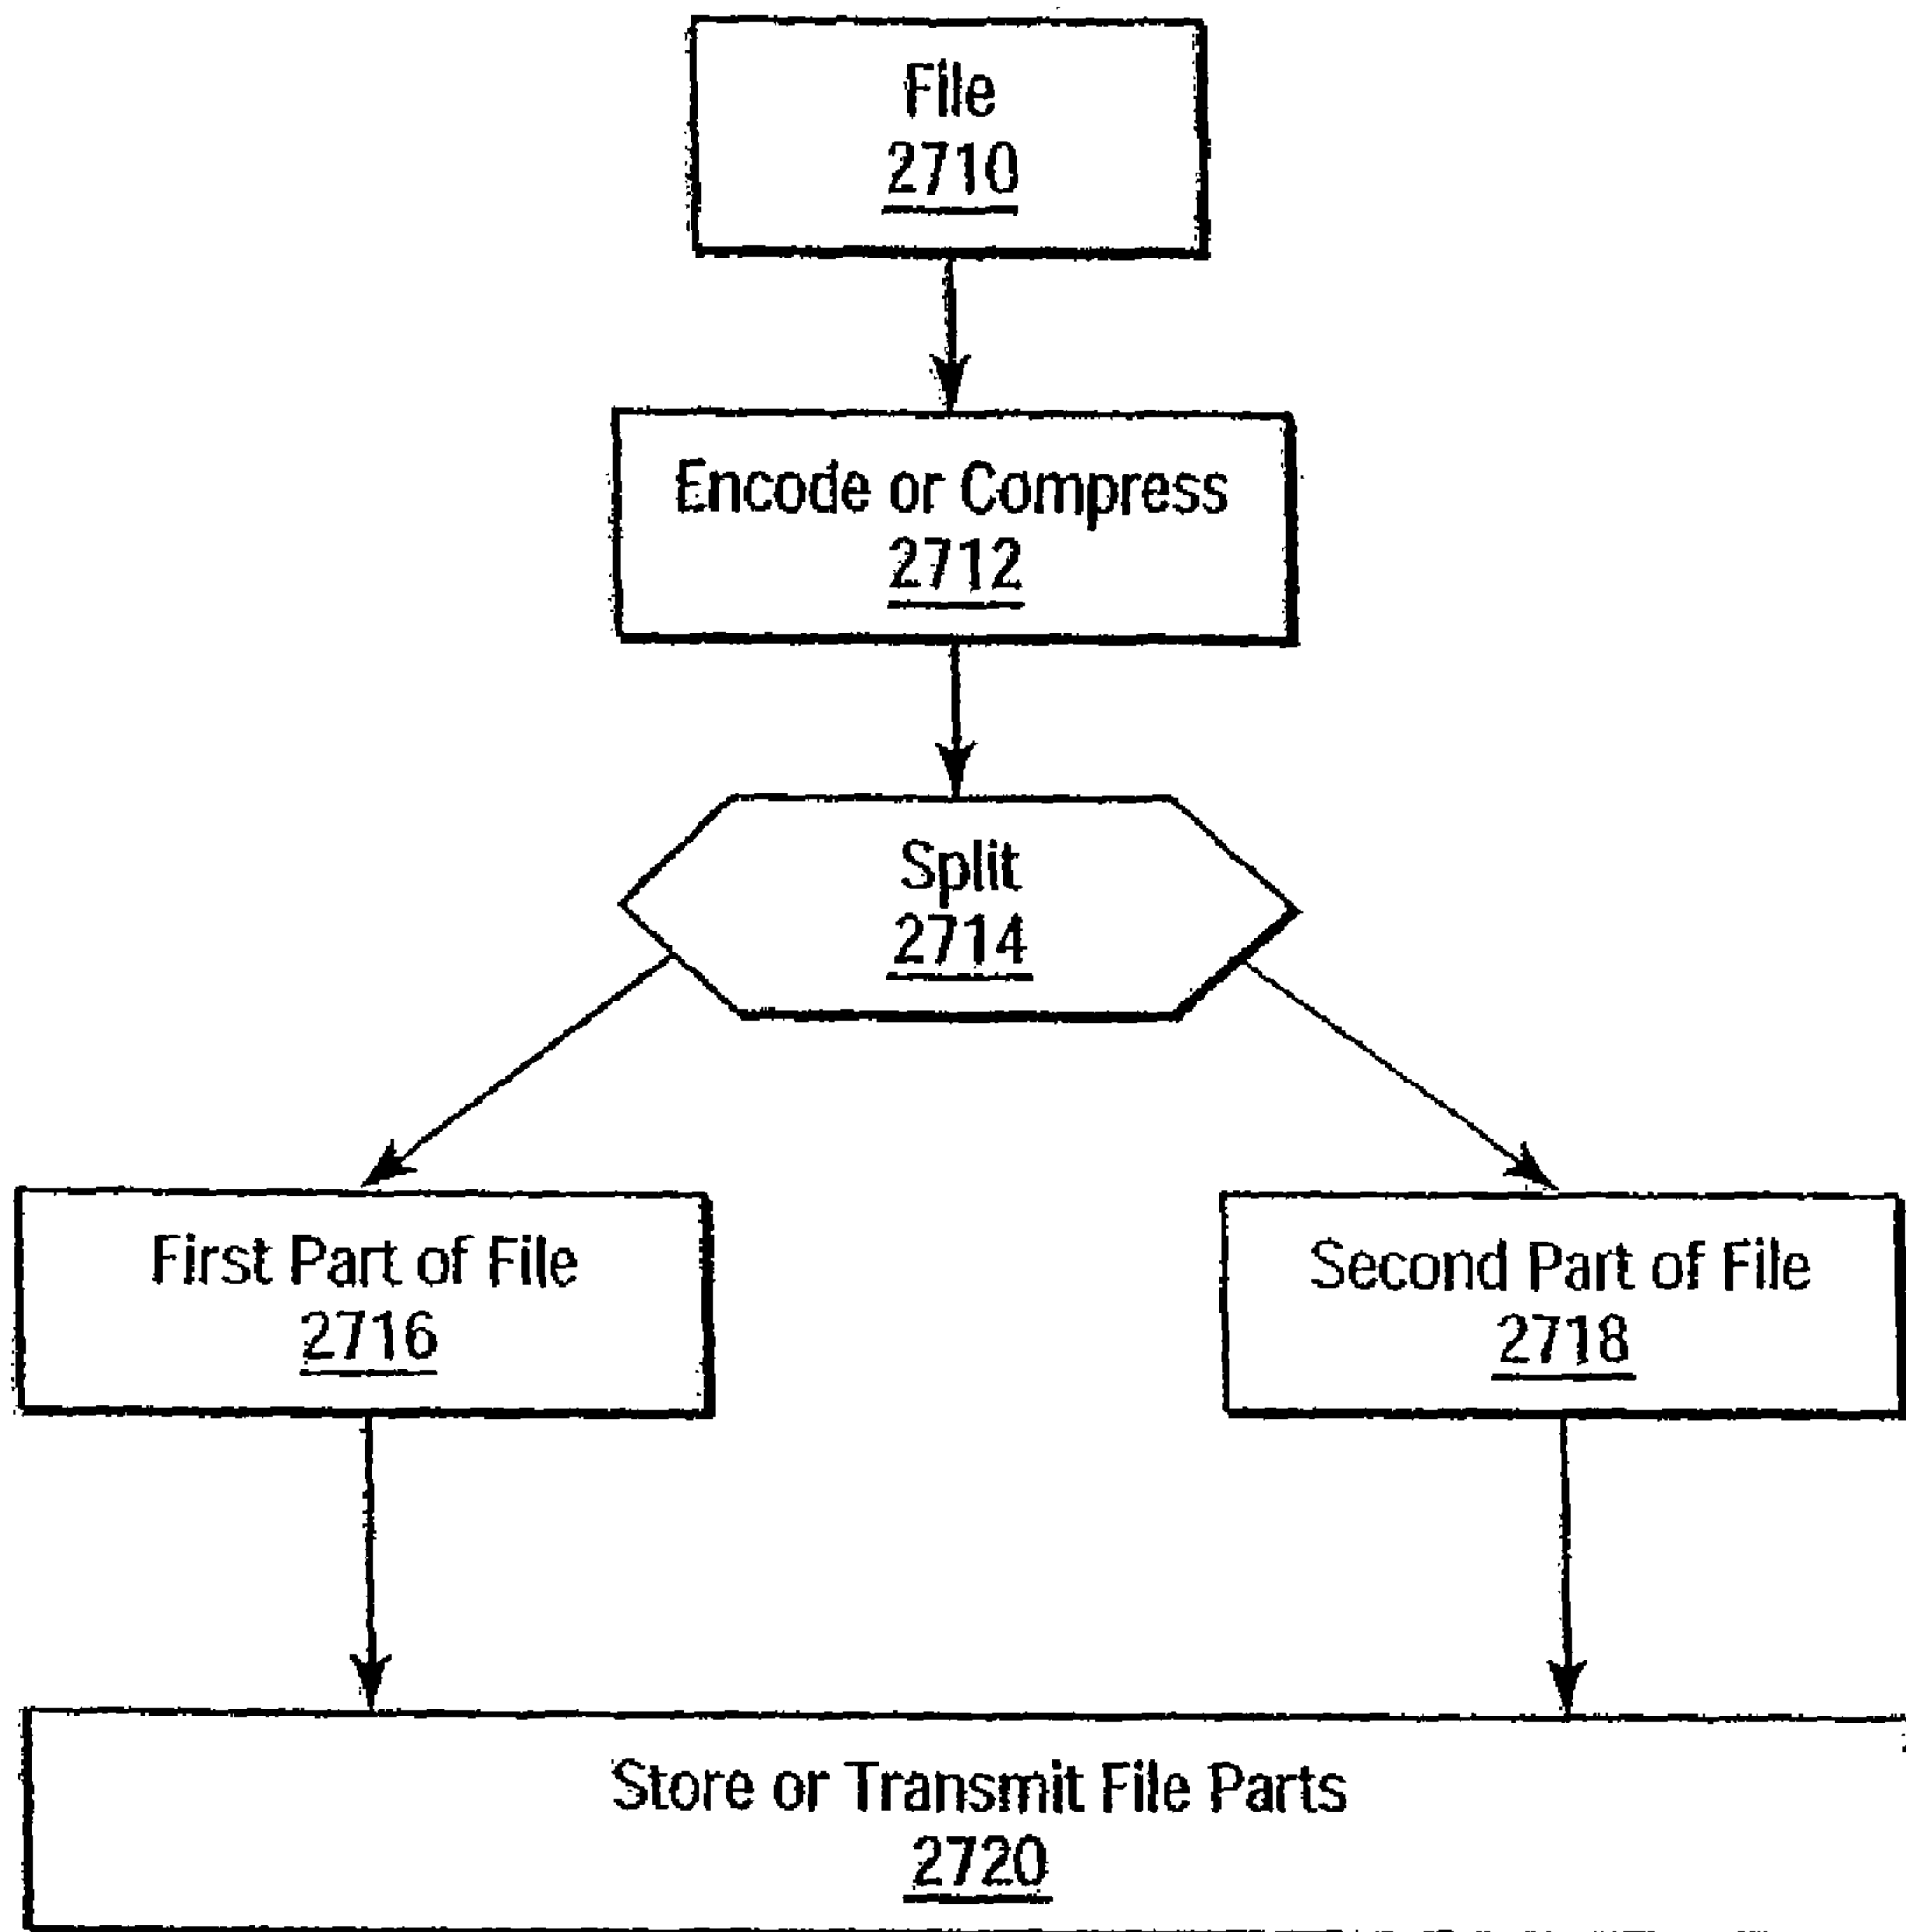 File
2710
Encode or Compress
2712
Split
2714
First Part of File
2716
Second Part of File
2718
Store or Transmit File Parts
2720